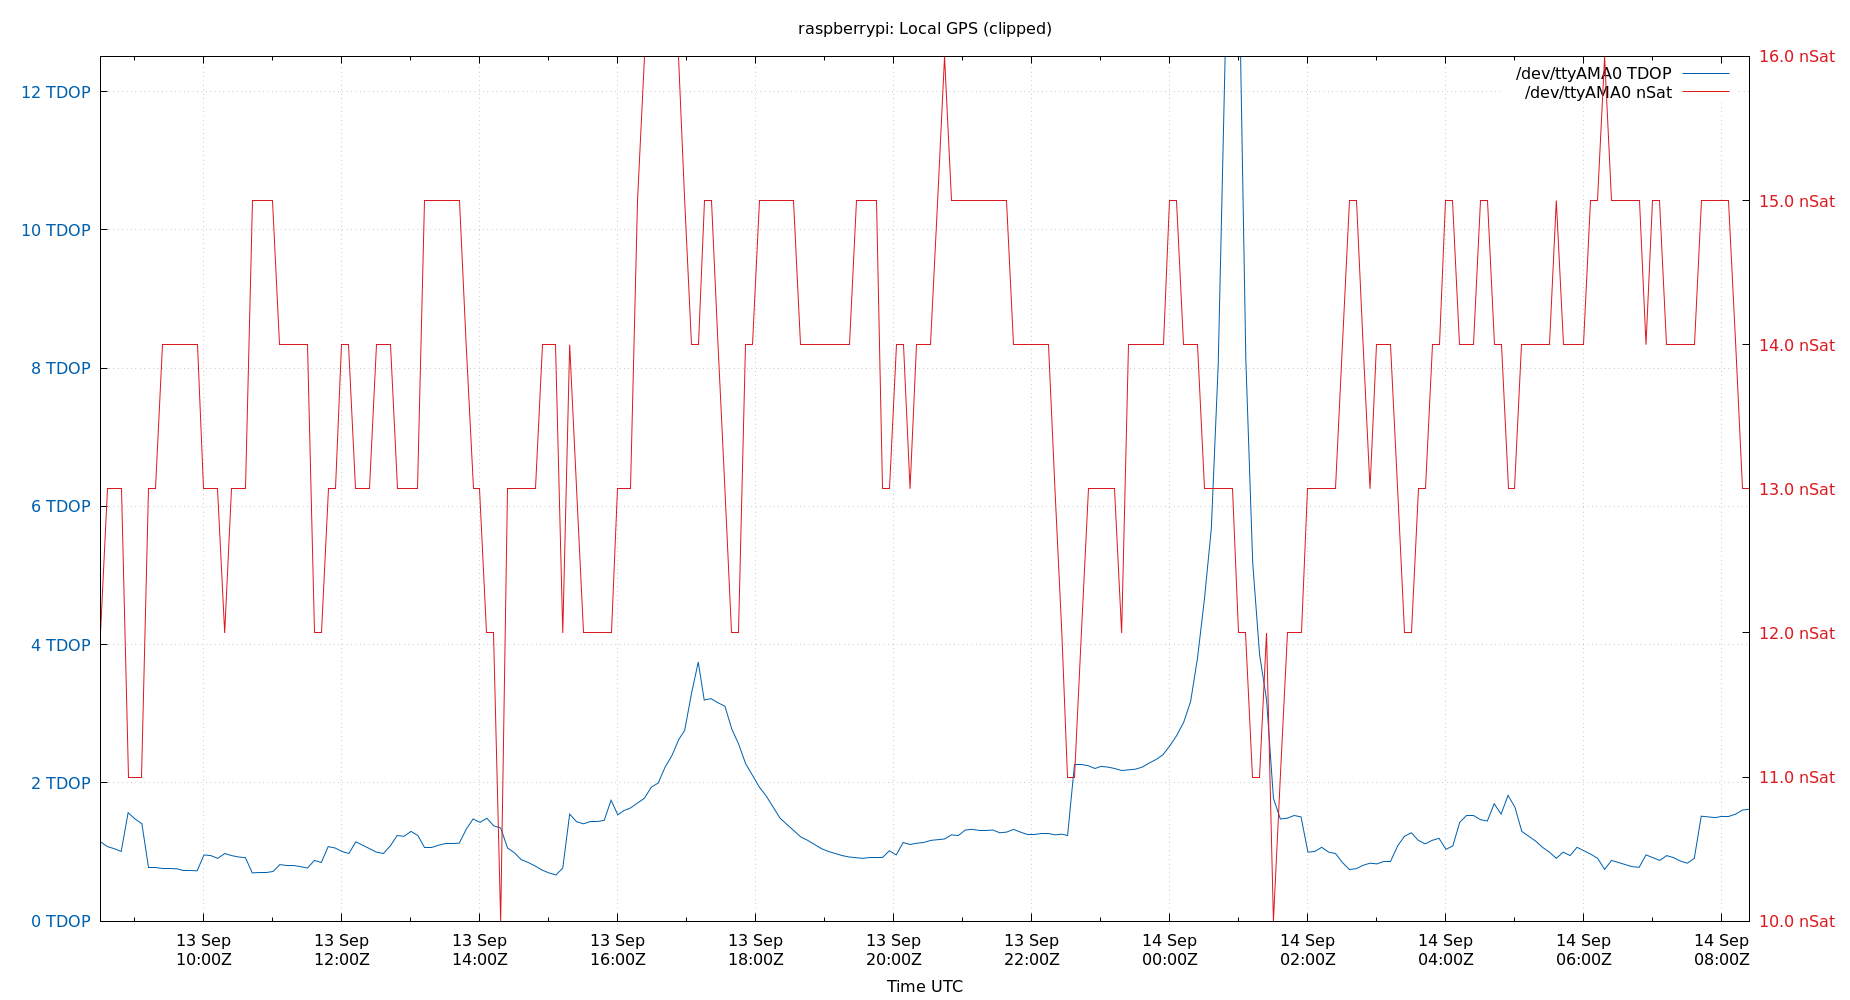 raspberrypi: Local GPS (clipped)
/dev/ttyAMA0 TDOP
/dev/ttyAMA0 nSat
12 TDOP
10 TDOP
8 TDOP
6 TDOP
4 TDOP
2 TDOP
0 TDOP
16.0 nSat
15.0 nSat
14.0 nSat
13.0 nSat
12.0 nSat
11.0 nSat
10.0 nSat
13 Sep
10:00Z
13 Sep
12:00Z
13 Sep
14:00Z
13 Sep
16:00Z
13 Sep
18:00Z
13 Sep
20:00Z
13 Sep
22:00Z
14 Sep
00:00Z
14 Sep
02:00Z
14 Sep
04:00Z
14 Sep
06:00Z
14 Sep
08:00Z
Time UTC